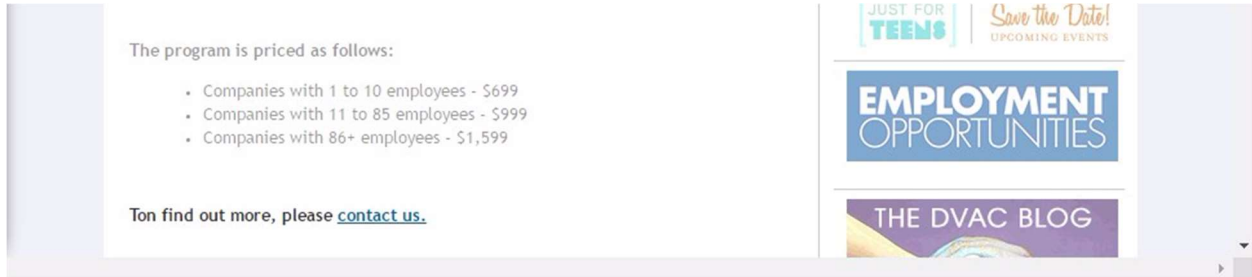 The program is priced as follows:
• Companies with 1 to 10 employees - $699
• Companies with 11 to 85 employees - $999
• Companies with 86+ employees - $1,599
Ton find out more, please contact us.
JUST FOR
TEENS
Save the Date!
UPCOMING EVENTS
EMPLOYMENT
OPPORTUNITIES
THE DVAC BLOG